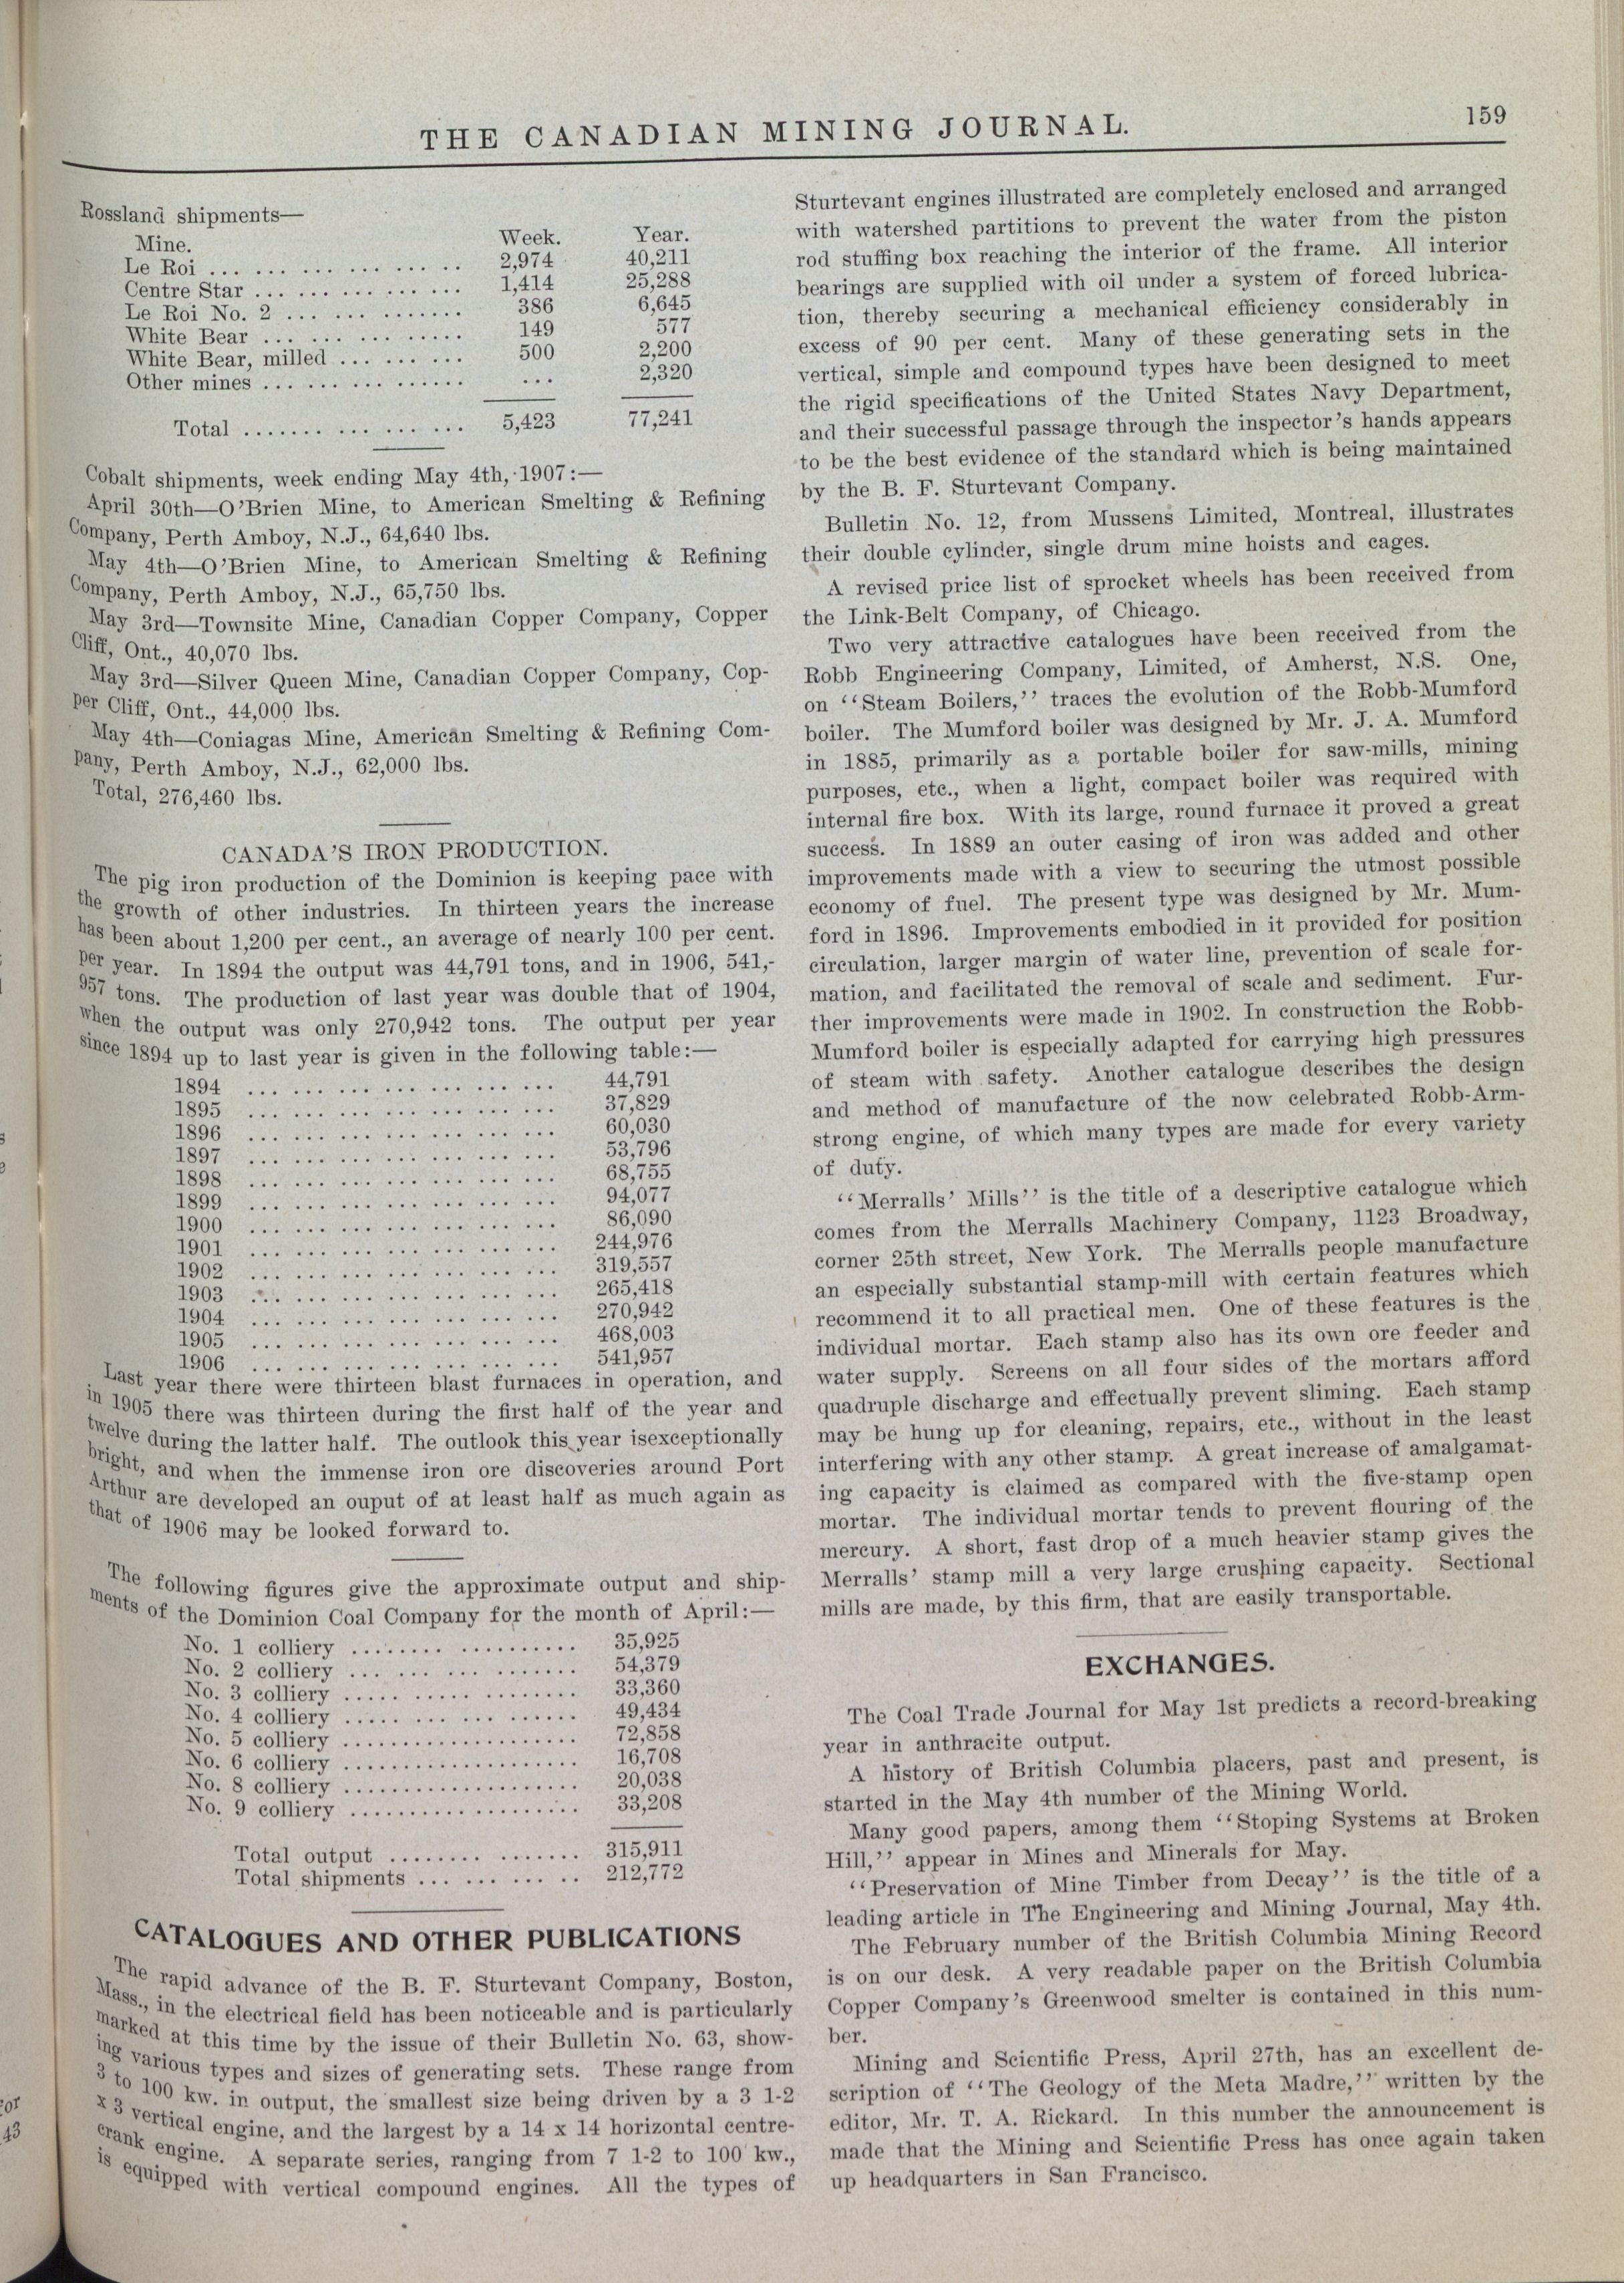 THE CANADIAN MINING JOURNAL.
159
Rossland shipments—
Mine. Week. Year.
Le Roi ... ... ... ... ... .. 2,974 40,211
Centre Star ... ... ... ... ... 1,414 25,288
Le Roi No. 2 ... ... ....... 386 6,645
White Bear ... ... ... ..... 149 577
White Bear, milled ... ... ... 500 2,200
Other mines ... ... ... ...... ... 2,320
Total ....... ... ... ... 5,423 77,241
Cobalt shipments, week ending May 4th, 1907:—
April 30th—O'Brien Mine, to American Smelting & Refining
Company, Perth Amboy, N.J., 64,640 lbs.
May 4th—O'Brien Mine, to American Smelting & Refining
Company, Perth Amboy, N.J., 65,750 lbs.
May 3rd—Townsite Mine, Canadian Copper Company, Copper
Cliff, Ont., 40,070 lbs.
May 3rd—Silver Queen Mine, Canadian Copper Company, Cop-
per Cliff, Ont., 44,000 lbs.
May 4th—Coniagas Mine, American Smelting & Refining Com-
pany, Perth Amboy, N.J., 62,000 lbs.
Total, 276,460 lbs.
CANADA'S IRON PRODUCTION.
The pig iron production of the Dominion is keeping pace with
the growth of other industries. In thirteen years the increase
has been about 1,200 per cent., an average of nearly 100 per cent.
per year. In 1894 the output was 44,791 tons, and in 1906, 541,-
957 tons. The production of last year was double that of 1904,
when the output was only 270,942 tons. The output per year
since 1894 up to last year is given in the following table:—
1894 ... ... ... ... ... ... ... 44,791
1895 ... ... ... ... ... ... ... 37,829
1896 ... ... ... ... ... ... ... 60,030
1897 ... ... ... ... ... ... ... 53,796
1898 ... ... ... ... ... ... ... 68,755
1899 ... ... ... ... ... ... ... 94,077
1900 ... ... ... ... ... ... ... 86,090
1901 ... ... ... ... ... ... ... 244,976
1902 ... ... ... ... ... ... ... 319,557
1903 ... ... ... ... ... ... ... 265,418
1904 ... ... ... ... ... ... ... 270,942
1905 ... ... ... ... ... ... ... 468,003
1906 ... ... ... ... ... ... ... 541,957
Last year there were thirteen blast furnaces in operation, and
in 1905 there was thirteen during the first half of the year and
twelve during the latter half. The outlook this year isexceptionally
bright, and when the immense iron ore discoveries around Port
Arthur are developed an ouput of at least half as much again as
that of 1906 may be looked forward to.
The following figures give the approximate output and ship-
ments of the Dominion Coal Company for the month of April:—
No. 1 colliery ........ .......... 35,925
No. 2 colliery ... ... ... ....... 54,379
No. 3 colliery ..... ..... ........ 33,360
No. 4 colliery ..... ... ... ...... 49,434
No. 5 colliery .................... 72,858
No. 6 colliery .................... 16,708
No. 8 colliery .................... 20,038
No. 9 colliery ................... 33,208
Total output ........ ....... 315,911
Total shipments ... ... ... .. 212,772
CATALOGUES AND OTHER PUBLICATIONS
The rapid advance of the B. F. Sturtevant Company, Boston,
Mass., in the electrical field has been noticeable and is particularly
marked at this time by the issue of their Bulletin No. 63, show-
ing various types and sizes of generating sets. These range from
3 to 100 kw. in output, the smallest size being driven by a 3 1-2
x 3 vertical engine, and the largest by a 14 x 14 horizontal centre-
crank engine. A separate series, ranging from 7 1-2 to 100 kw.,
is equipped with vertical compound engines. All the types of
Sturtevant engines illustrated are completely enclosed and arranged
with watershed partitions to prevent the water from the piston
rod stuffing box reaching the interior of the frame. All interior
bearings are supplied with oil under a system of forced lubrica-
tion, thereby securing a mechanical efficiency considerably in
excess of 90 per cent. Many of these generating sets in the
vertical, simple and compound types have been designed to meet
the rigid specifications of the United States Navy Department,
and their successful passage through the inspector's hands appears
to be the best evidence of the standard which is being maintained
by the B. F. Sturtevant Company.
Bulletin No. 12, from Mussens Limited, Montreal, illustrates
their double cylinder, single drum mine hoists and cages.
A revised price list of sprocket wheels has been received from
the Link-Belt Company, of Chicago.
Two very attractive catalogues have been received from the
Robb Engineering Company, Limited, of Amherst, N.S. One,
on ''Steam Boilers,'' traces the evolution of the Robb-Mumford
boiler. The Mumford boiler was designed by Mr. J. A. Mumford
in 1885, primarily as a portable boiler for saw-mills, mining
purposes, etc., when a light, compact boiler was required with
internal fire box. With its large, round furnace it proved a great
success. In 1889 an outer casing of iron was added and other
improvements made with a view to securing the utmost possible
economy of fuel. The present type was designed by Mr. Mum-
ford in 1896. Improvements embodied in it provided for position
circulation, larger margin of water line, prevention of scale for-
mation, and facilitated the removal of scale and sediment. Fur-
ther improvements were made in 1902. In construction the Robb-
Mumford boiler is especially adapted for carrying high pressures
of steam with safety. Another catalogue describes the design
and method of manufacture of the now celebrated Robb-Arm-
strong engine, of which many types are made for every variety
of duty.
''Merralls' Mills'' is the title of a descriptive catalogue which
comes from the Merralls Machinery Company, 1123 Broadway,
corner 25th street, New York. The Merralls people manufacture
an especially substantial stamp-mill with certain features which
recommend it to all practical men. One of these features is the
individual mortar. Each stamp also has its own ore feeder and
water supply. Screens on all four sides of the mortars afford
quadruple discharge and effectually prevent sliming. Each stamp
may be hung up for cleaning, repairs, etc., without in the least
interfering with any other stamp. A great increase of amalgamat-
ing capacity is claimed as compared with the five-stamp open
mortar. The individual mortar tends to prevent flouring of the
mercury. A short, fast drop of a much heavier stamp gives the
Merralls' stamp mill a very large crushing capacity. Sectional
mills are made, by this firm, that are easily transportable.
EXCHANGES.
The Coal Trade Journal for May 1st predicts a record-breaking
year in anthracite output.
A history of British Columbia placers, past and present, is
started in the May 4th number of the Mining World.
Many good papers, among them ''Stoping Systems at Broken
Hill,'' appear in Mines and Minerals for May.
''Preservation of Mine Timber from Decay'' is the title of a
leading article in The Engineering and Mining Journal, May 4th.
The February number of the British Columbia Mining Record
is on our desk. A very readable paper on the British Columbia
Copper Company's Greenwood smelter is contained in this num-
ber.
Mining and Scientific Press, April 27th, has an excellent de-
scription of ''The Geology of the Meta Madre,'' written by the
editor, Mr. T. A. Rickard. In this number the announcement is
made that the Mining and Scientific Press has once again taken
up headquarters in San Francisco.